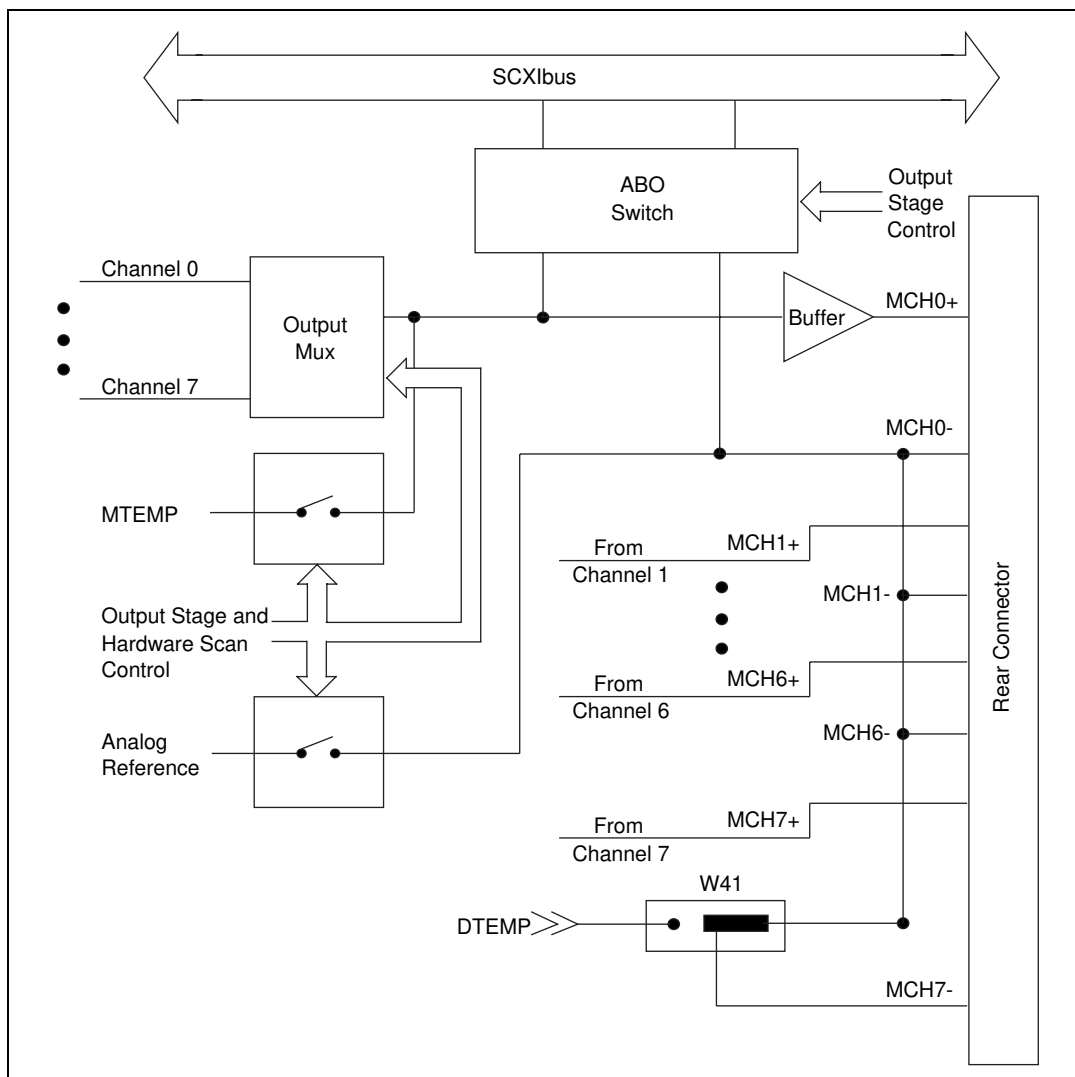 SCXIbus
ABO
Switch
Output
Stage
Control
Channel 0
Output
Mux
Buffer
MCH0+
Channel 7
MCH0-
MTEMP
From
Channel 1
MCH1+
MCH1-
Output Stage and
Hardware Scan
Control
From
Channel 6
MCH6+
MCH6-
Analog
Reference
From
Channel 7
MCH7+
W41
DTEMP
MCH7-
Rear Connector